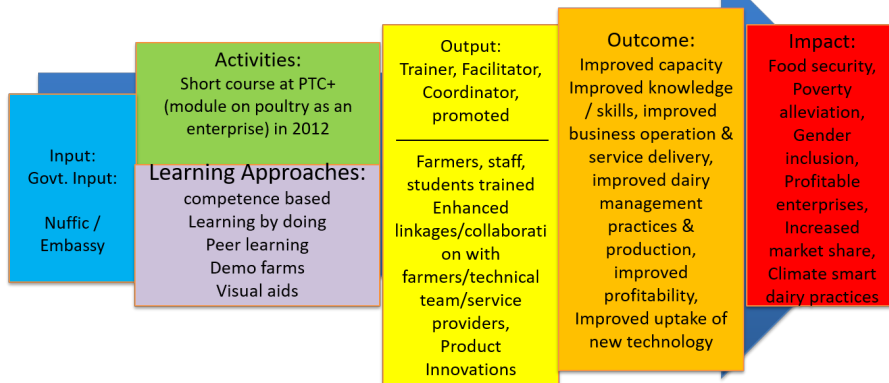 Input:
Govt. Input:
Nuffic /
Embassy
Activities:
Short course at PTC+
(module on poultry as an
enterprise) in 2012
Learning Approaches:
competence based
Learning by doing
Peer learning
Demo farms
Visual aids
Output:
Trainer, Facilitator,
Coordinator,
promoted
Farmers, staff,
students trained
Enhanced
linkages/collaborati
on with
farmers/technical
team/service
providers,
Product
Innovations
Outcome:
Improved capacity
Improved knowledge
/ skills, improved
business operation &
service delivery,
improved dairy
management
practices &
production,
improved
profitability,
Improved uptake of
new technology
Impact:
Food security,
Poverty
alleviation,
Gender
inclusion,
Profitable
enterprises,
Increased
market share,
Climate smart
dairy practices